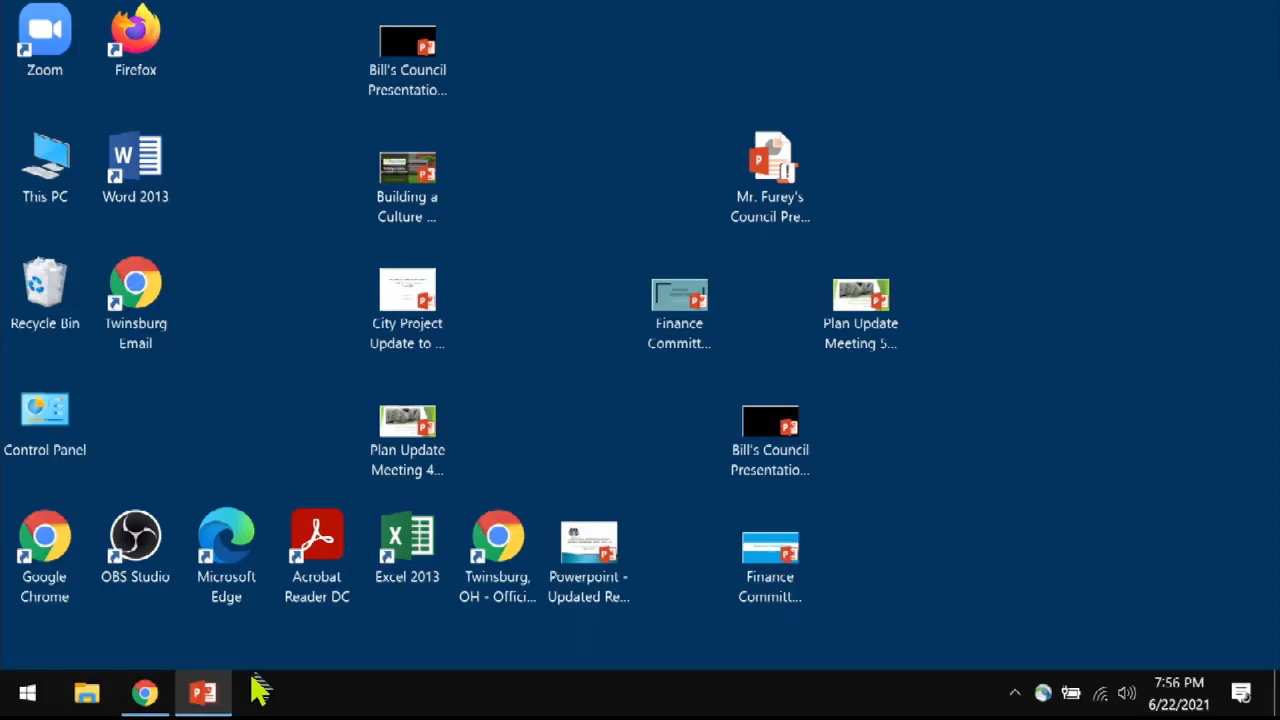 Zoom
Firefox
Bill's Council
Presentatio...
This PC
Word 2013
Building a
Culture ...
Mr. Furey's
Council Pre...
Recycle Bin
Twinsburg
Email
City Project
Update to ...
Finance
Committ...
Plan Update
Meeting 5...
Control Panel
Plan Update
Meeting 4...
Bill's Council
Presentatio...
Google
Chrome
OBS Studio
Microsoft
Edge
Acrobat
Reader DC
Excel 2013
Twinsburg,
OH - Offici...
Powerpoint -
Updated Re...
Finance
Committ...
7:56 PM
6/22/2021